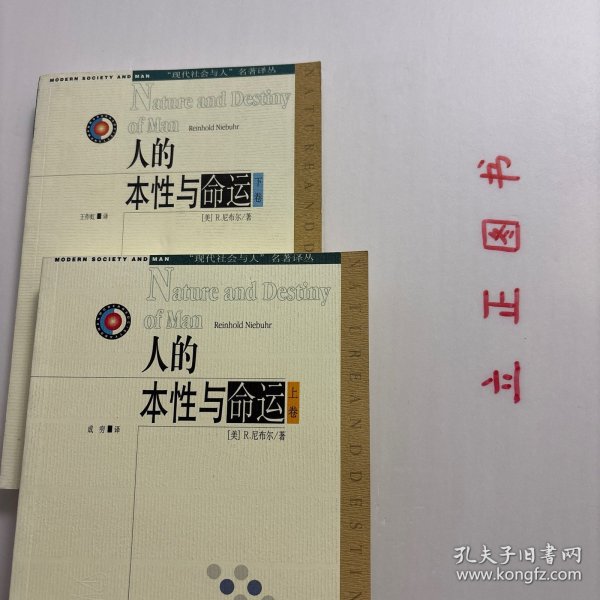 MODERN SOCIETY AND MAN
“现代社会与人”名著译丛
Nature and Destiny
of Man
Reinhold Niebuhr
人的
本性与命运
下卷
王作虹 译
[美] R.尼布尔/著
NATURE AND D
MODERN SOCIETY AND MAN
“现代社会与人”名著译丛
Nature and Destiny
of Man
Reinhold Niebuhr
人的
本性与命运
上卷
成穷 译
[美] R.尼布尔/著
NATURE AND DESTIN
立正图书
孔夫子旧书网
www.kongfz.com